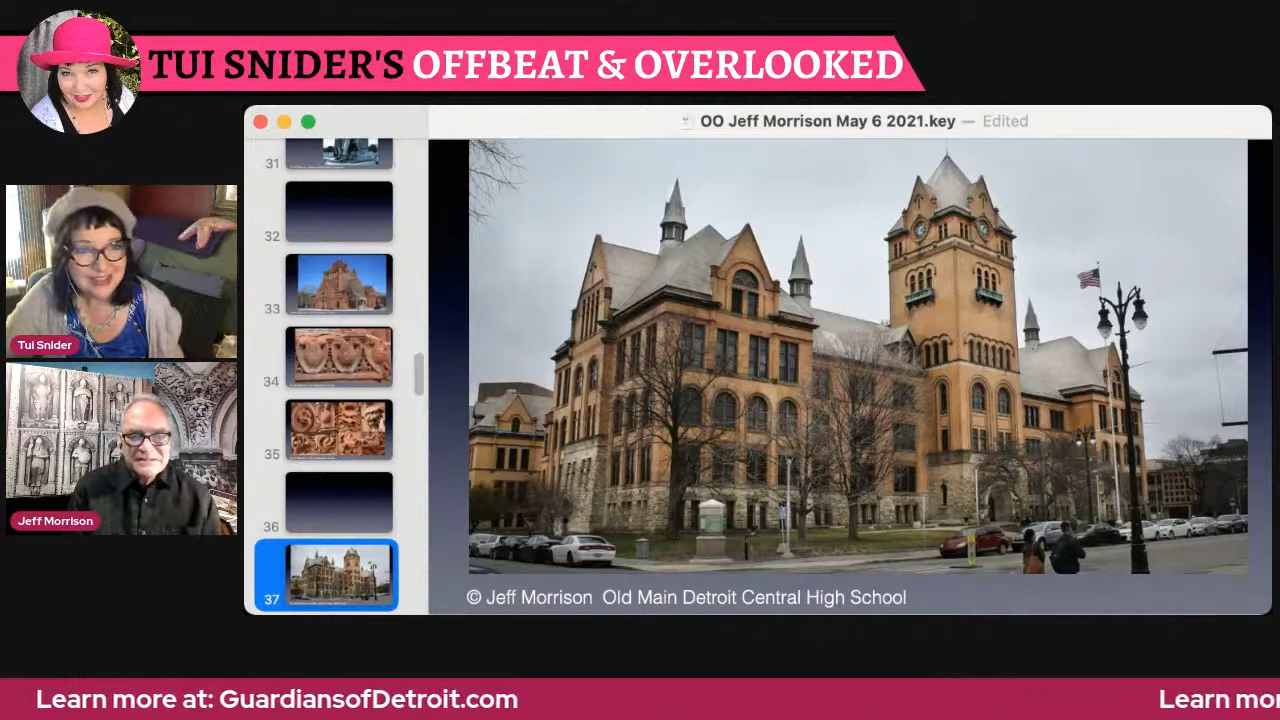 TUI SNIDER'S OFFBEAT & OVERLOOKED
OO Jeff Morrison May 6 2021.key — Edited
31
32
33
34
35
36
37
Tui Snider
Jeff Morrison
© Jeff Morrison Old Main Detroit Central High School
Learn more at: GuardiansofDetroit.com
Learn mor